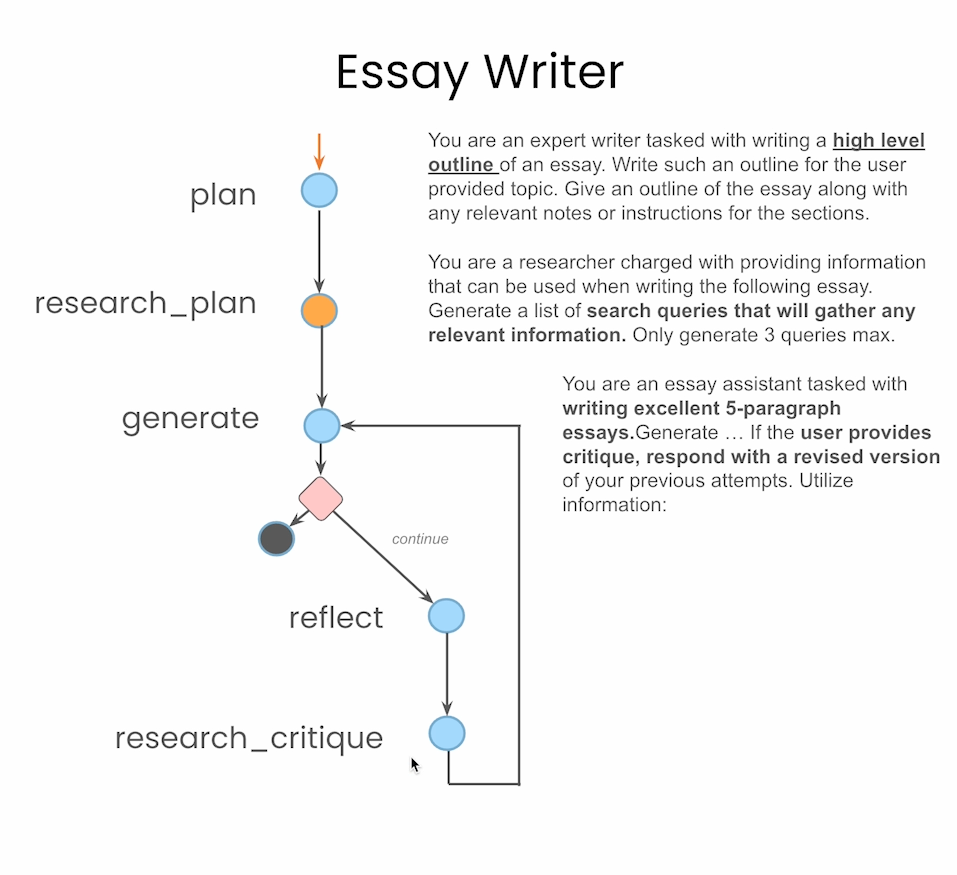 Essay Writer
You are an expert writer tasked with writing a high level
outline of an essay. Write such an outline for the user
provided topic. Give an outline of the essay along with
any relevant notes or instructions for the sections.
plan
You are a researcher charged with providing information
that can be used when writing the following essay.
Generate a list of search queries that will gather any
relevant information. Only generate 3 queries max.
research_plan
You are an essay assistant tasked with
writing excellent 5-paragraph
essays.Generate … If the user provides
critique, respond with a revised version
of your previous attempts. Utilize
information:
generate
continue
reflect
research_critique